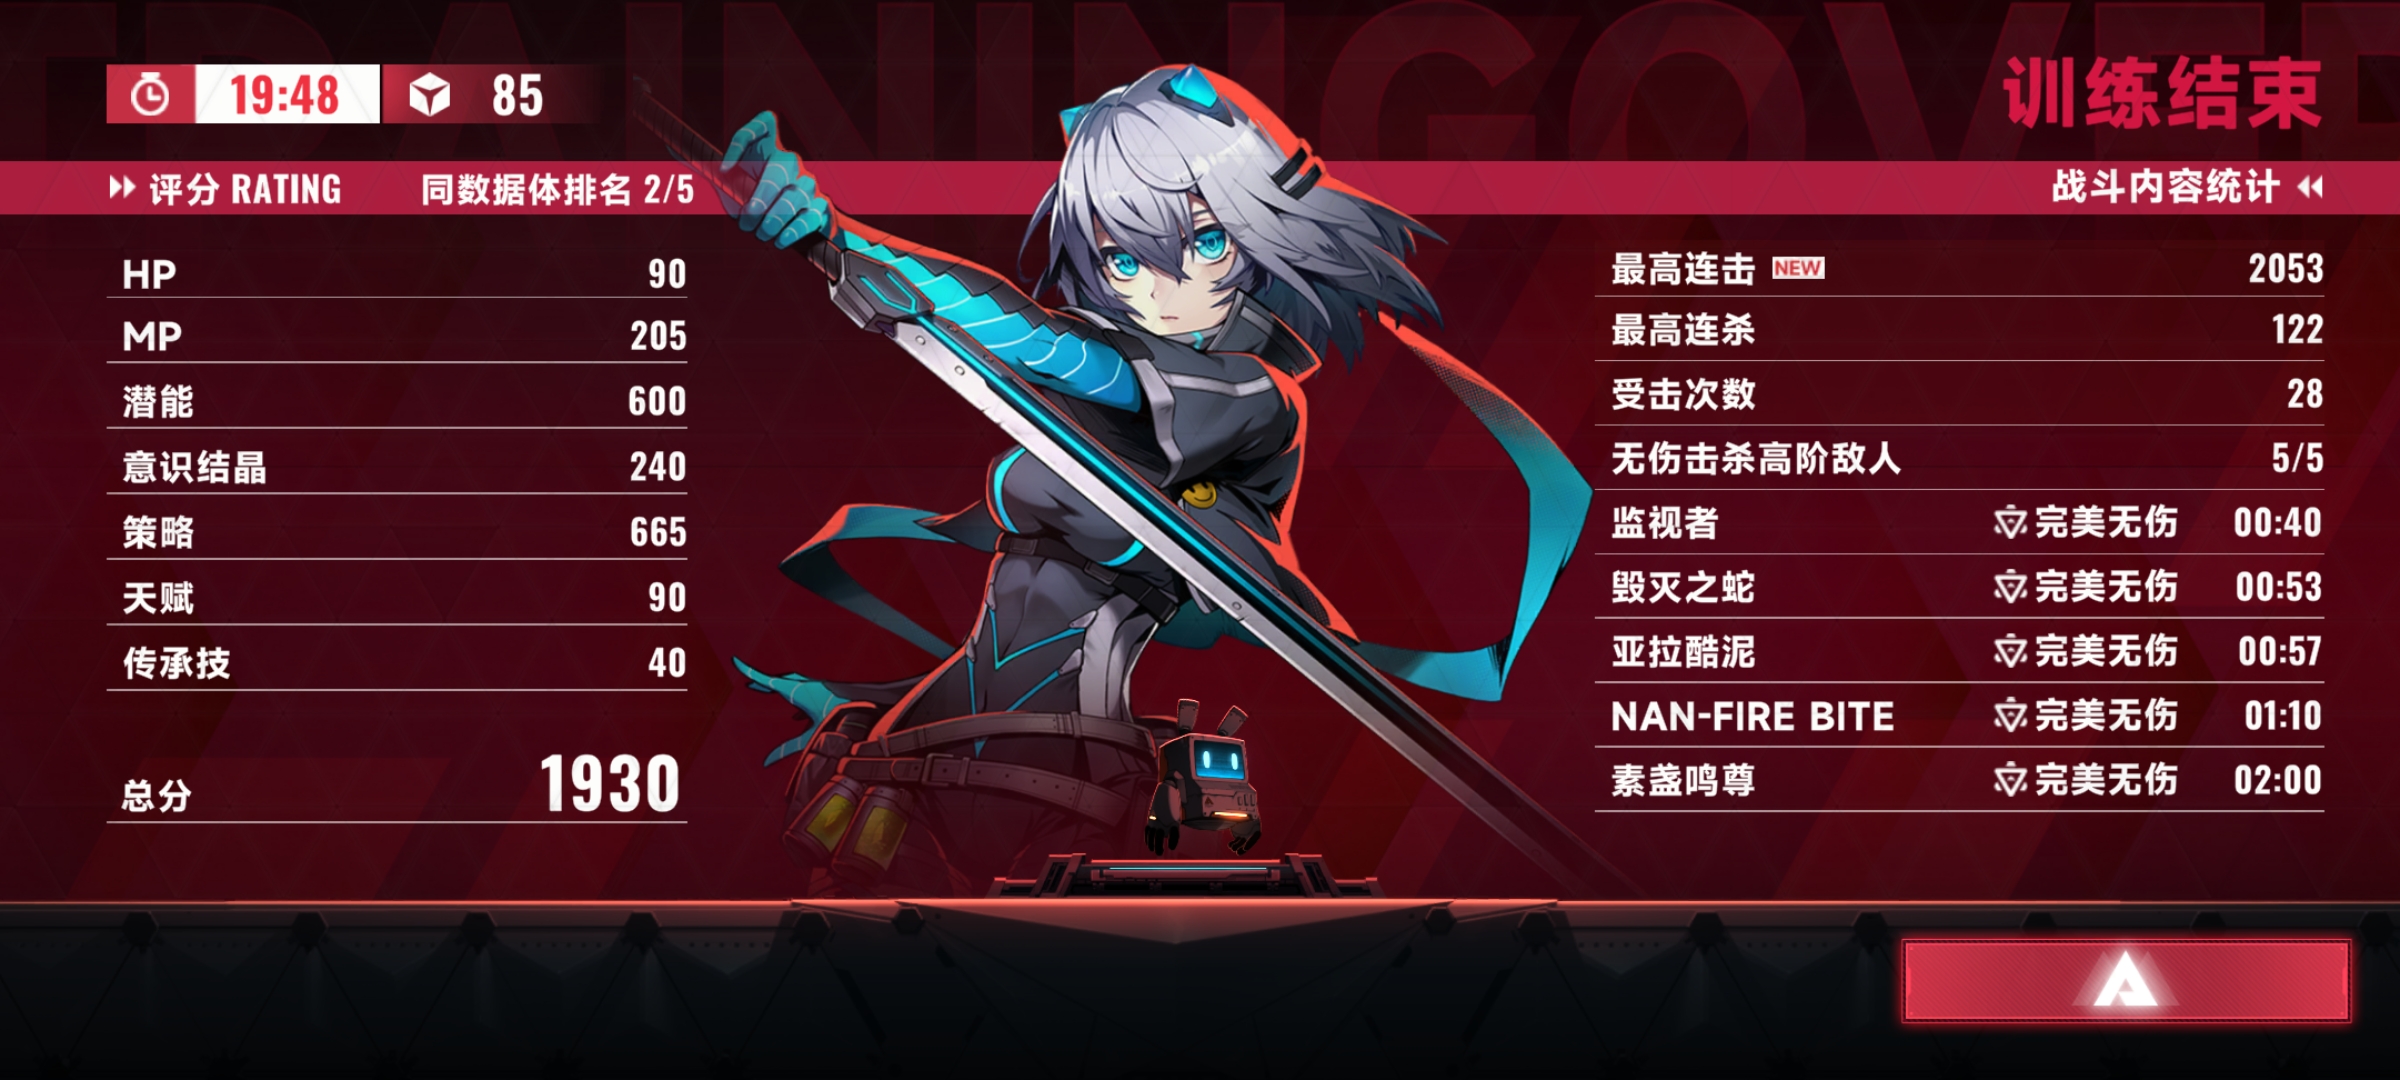 TRAININGOVER
19:48 85
训练结束
评分 RATING 同数据体排名 2/5
战斗内容统计
HP 90
MP 205
潜能 600
意识结晶 240
策略 665
天赋 90
传承技 40
总分 1930
最高连击 NEW 2053
最高连杀 122
受击次数 28
无伤击杀高阶敌人 5/5
监视者 完美无伤 00:40
毁灭之蛇 完美无伤 00:53
亚拉酷泥 完美无伤 00:57
NAN-FIRE BITE 完美无伤 01:10
素盏鸣尊 完美无伤 02:00